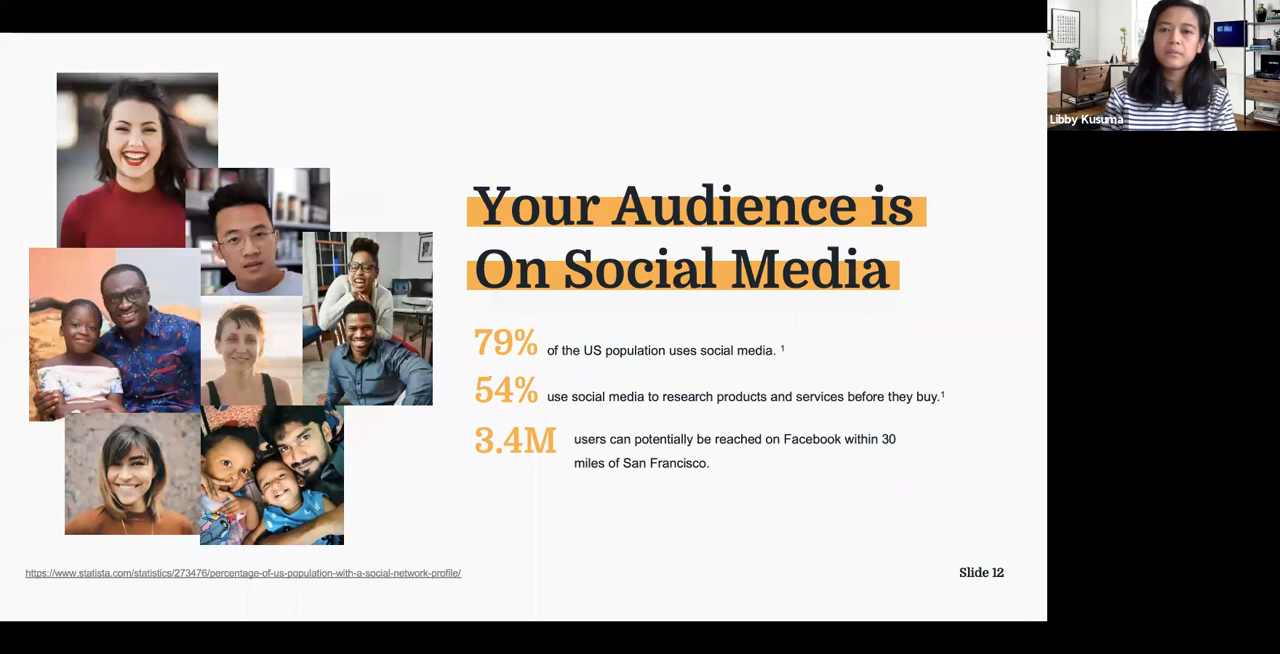 Libby Kusuma
Your Audience is
On Social Media
79% of the US population uses social media. 1
54% use social media to research products and services before they buy.1
3.4M users can potentially be reached on Facebook within 30
miles of San Francisco.
https://www.statista.com/statistics/273476/percentage-of-us-population-with-a-social-network-profile/
Slide 12